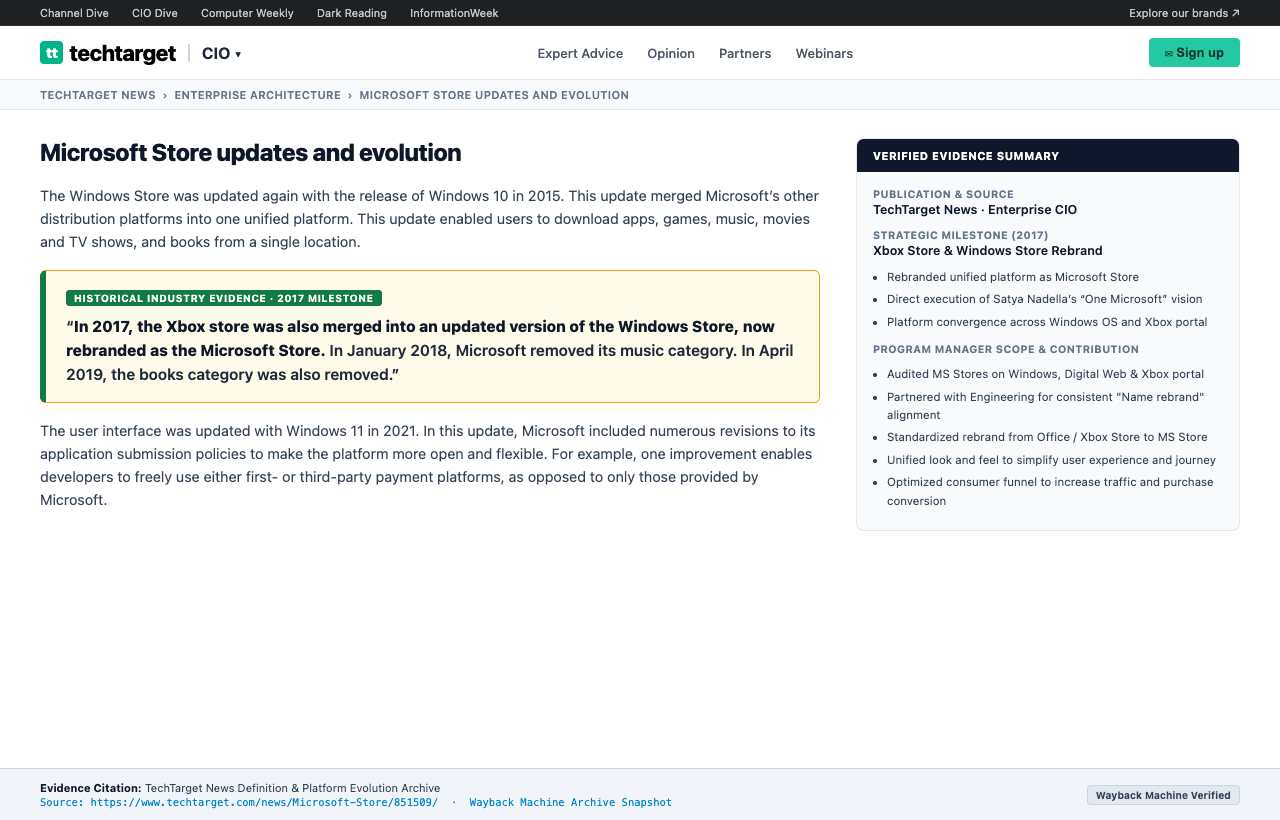 Channel Dive CIO Dive Computer Weekly Dark Reading InformationWeek Explore our brands ↗
tt techtarget | CIO ▾ Expert Advice Opinion Partners Webinars ✉ Sign up
TECHTARGET NEWS › ENTERPRISE ARCHITECTURE › MICROSOFT STORE UPDATES AND EVOLUTION
Microsoft Store updates and evolution
The Windows Store was updated again with the release of Windows 10 in 2015. This update merged Microsoft's other
distribution platforms into one unified platform. This update enabled users to download apps, games, music, movies
and TV shows, and books from a single location.
HISTORICAL INDUSTRY EVIDENCE · 2017 MILESTONE
“In 2017, the Xbox store was also merged into an updated version of the Windows Store, now
rebranded as the Microsoft Store. In January 2018, Microsoft removed its music category. In April
2019, the books category was also removed.”
The user interface was updated with Windows 11 in 2021. In this update, Microsoft included numerous revisions to its
application submission policies to make the platform more open and flexible. For example, one improvement enables
developers to freely use either first- or third-party payment platforms, as opposed to only those provided by
Microsoft.
VERIFIED EVIDENCE SUMMARY
PUBLICATION & SOURCE
TechTarget News · Enterprise CIO
STRATEGIC MILESTONE (2017)
Xbox Store & Windows Store Rebrand
• Rebranded unified platform as Microsoft Store
• Direct execution of Satya Nadella's “One Microsoft” vision
• Platform convergence across Windows OS and Xbox portal
PROGRAM MANAGER SCOPE & CONTRIBUTION
• Audited MS Stores on Windows, Digital Web & Xbox portal
• Partnered with Engineering for consistent "Name rebrand"
alignment
• Standardized rebrand from Office / Xbox Store to MS Store
• Unified look and feel to simplify user experience and journey
• Optimized consumer funnel to increase traffic and purchase
conversion
Evidence Citation: TechTarget News Definition & Platform Evolution Archive
Source: https://www.techtarget.com/news/Microsoft-Store/851509/ · Wayback Machine Archive Snapshot
Wayback Machine Verified